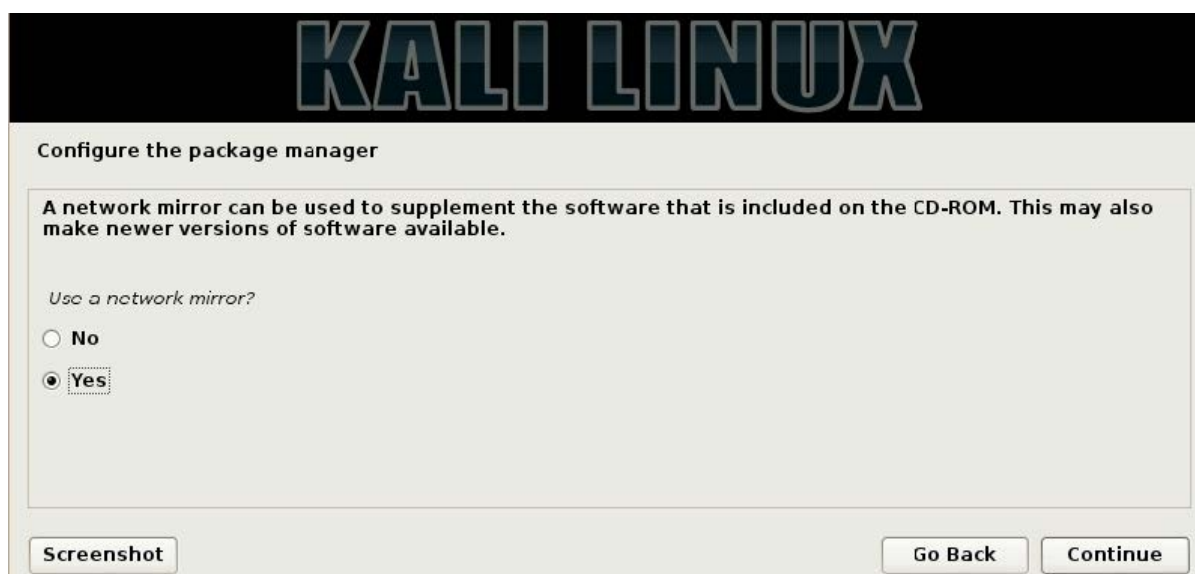 KALI LINUX
Configure the package manager
A network mirror can be used to supplement the software that is included on the CD-ROM. This may also
make newer versions of software available.
Use a network mirror?
No
Yes
Screenshot
Go Back
Continue